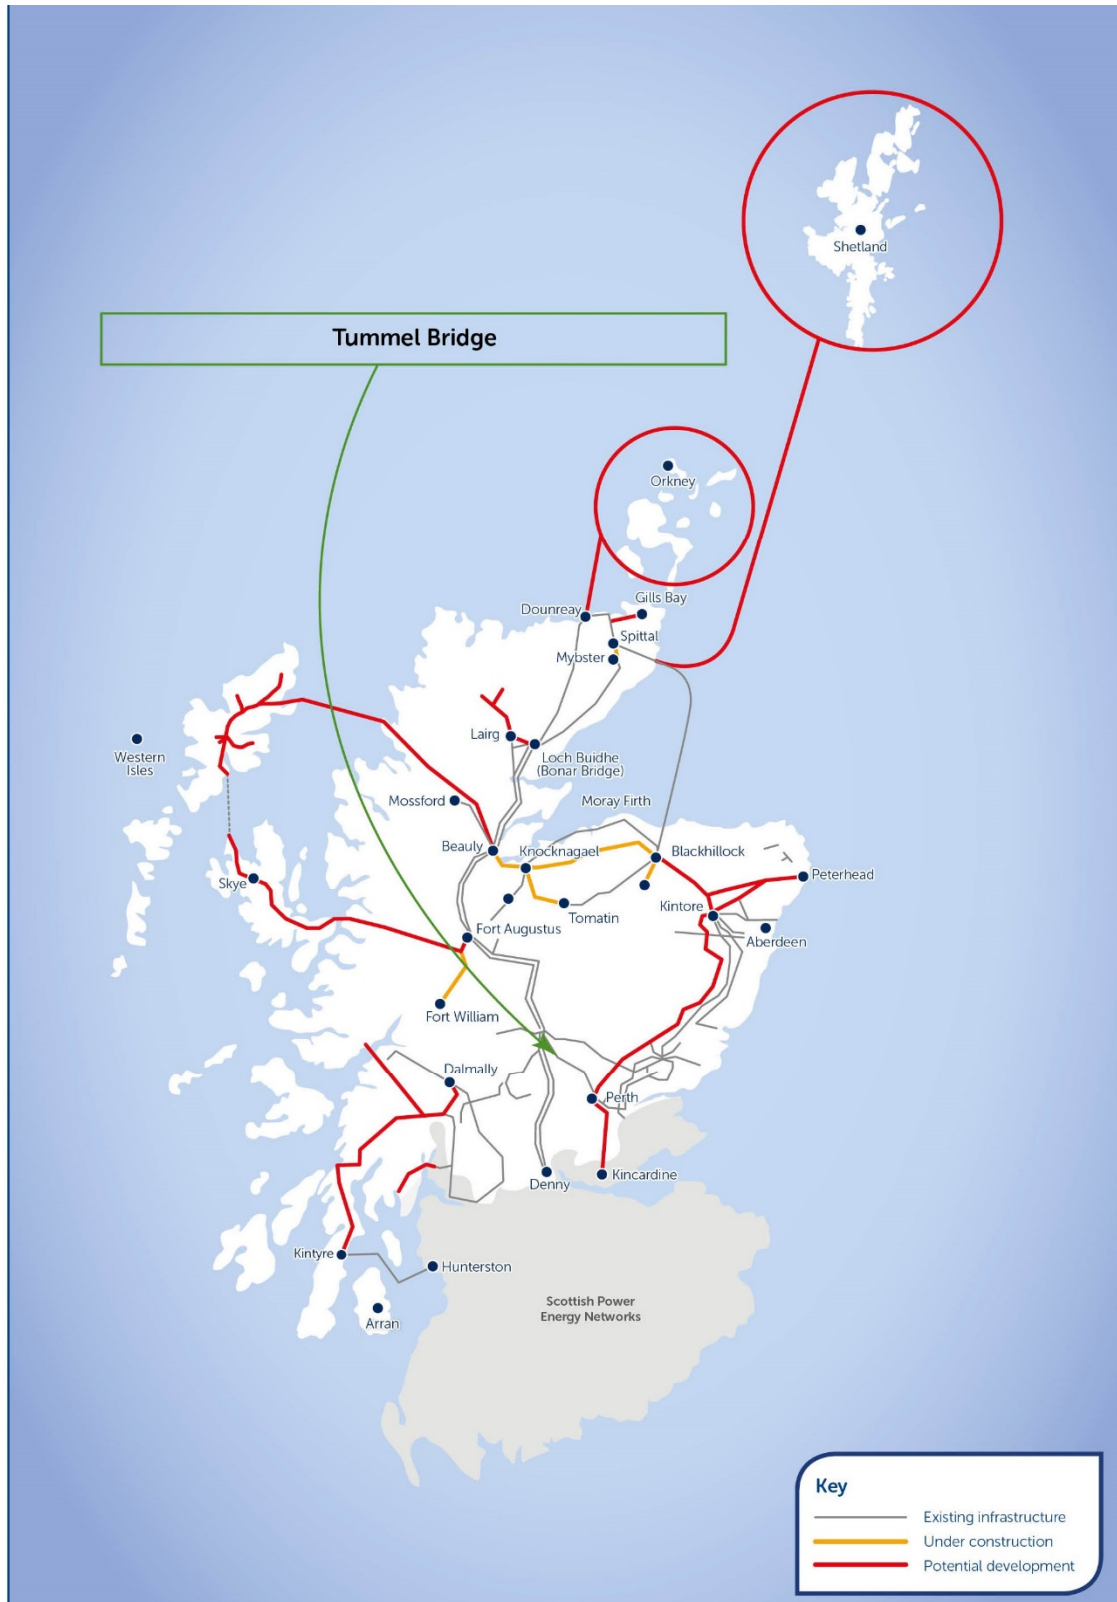 Shetland
Tummel Bridge
Orkney
Gills Bay
Dounreay
Spittal
Mybster
Lairg
Western
Isles
Loch Buidhe
(Bonar Bridge)
Mossford
Moray Firth
Beauly
Knocknagael
Blackhillock
Peterhead
Skye
Kintore
Tomatin
Fort Augustus
Aberdeen
Fort William
Dalmally
Perth
Denny
Kincardine
Kintyre
Hunterston
Scottish Power
Energy Networks
Arran
Key
Existing infrastructure
Under construction
Potential development